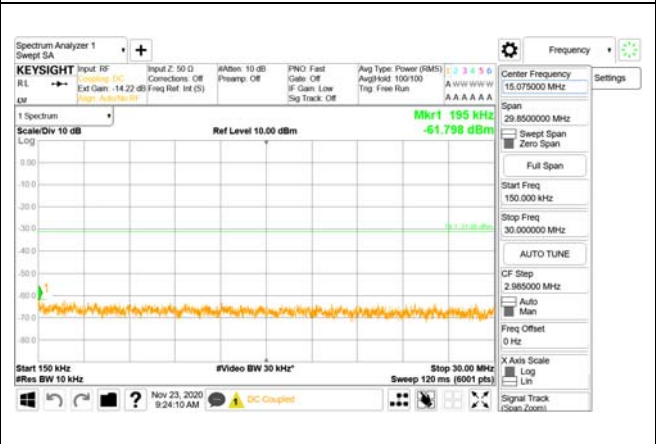 Spectrum Analyzer 1
Swept SA
Frequency
KEYSIGHT
RL
Input: RF
Coupling: DC
Ext Gain: -14.22 dB
Align: Auto/No RF
Input Z: 50 Ω
Corrections: Off
Freq Ref: Int (S)
#Atten: 10 dB
Preamp: Off
PNO: Fast
Gate: Off
IF Gain: Low
Sig Track: Off
Avg Type: Power (RMS)
Avg|Hold: 100/100
Trig: Free Run
1 2 3 4 5 6
A W W W W W
A A A A A A
1 Spectrum
Scale/Div 10 dB
Log
Ref Level 10.00 dBm
Mkr1 195 kHz
-61.798 dBm
0.00
-10.0
-20.0
-30.0
-40.0
-50.0
-60.0
-70.0
-80.0
1
Start 150 kHz
#Res BW 10 kHz
#Video BW 30 kHz*
Stop 30.00 MHz
Sweep 120 ms (6001 pts)
Center Frequency
15.075000 MHz
Settings
Span
29.8500000 MHz
Swept Span
Zero Span
Full Span
Start Freq
150.000 kHz
Stop Freq
30.000000 MHz
AUTO TUNE
CF Step
2.985000 MHz
Auto
Man
Freq Offset
0 Hz
X Axis Scale
Log
Lin
Signal Track
(Span Zoom)
?
Nov 23, 2020
9:24:10 AM
1
DC Coupled